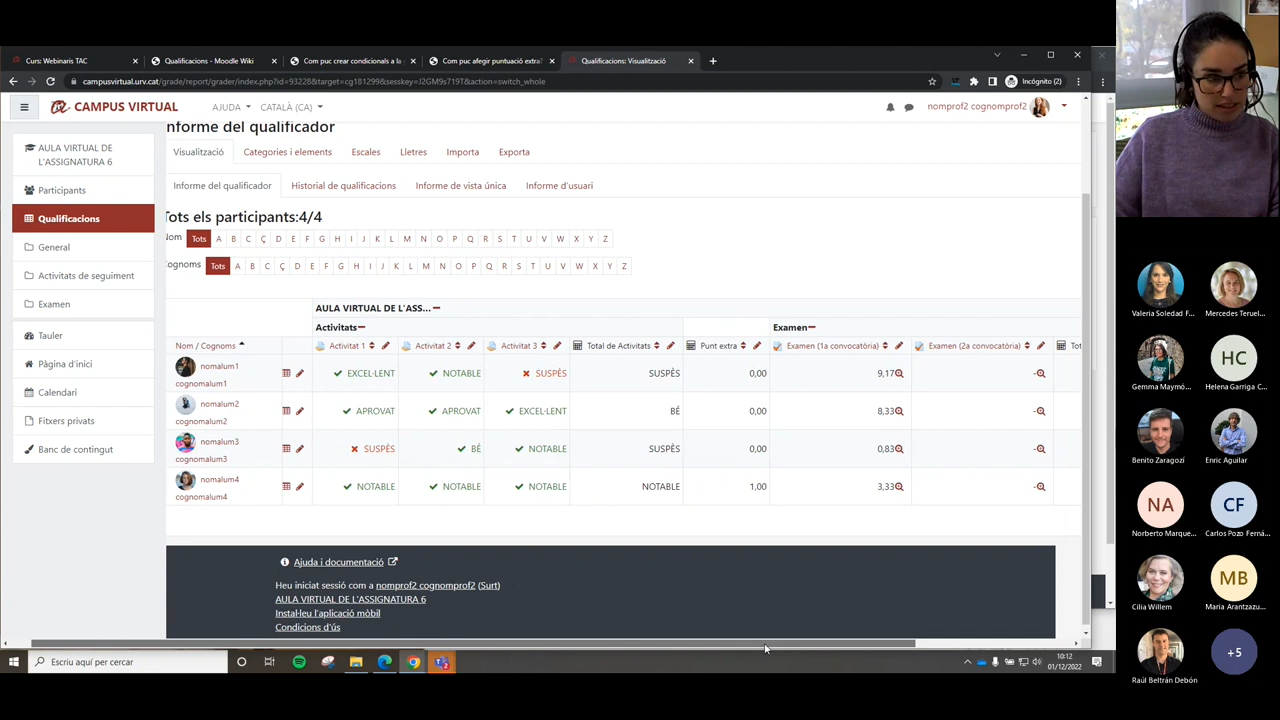 Curs: Webinaris TAC
Qualificacions - Moodle Wiki
Com puc crear condicionals a la
Com puc afegir puntuació extra?
Qualificacions: Visualització
campusvirtual.urv.cat/grade/report/grader/index.php?id=93228&target=cg181299&sesskey=J2GM9s719T&action=switch_whole
Incògnito (2)
CAMPUS VIRTUAL
AJUDA
CATALÀ (CA)
nomprof2 cognomprof2
AULA VIRTUAL DE
L'ASSIGNATURA 6
Participants
Qualificacions
General
Activitats de seguiment
Examen
Tauler
Pàgina d'inici
Calendari
Fitxers privats
Banc de contingut
nforme del qualificador
Visualització Categories i elements Escales Lletres Importa Exporta
Informe del qualificador Historial de qualificacions Informe de vista única Informe d'usuari
Tots els participants:4/4
Nom Tots A B C Ç D E F G H I J K L M N O P Q R S T U V W X Y Z
ognoms Tots A B C Ç D E F G H I J K L M N O P Q R S T U V W X Y Z
AULA VIRTUAL DE L'ASS...
Activitats Examen
Nom / Cognoms Activitat 1 Activitat 2 Activitat 3 Total de Activitats Punt extra Examen (1a convocatòria) Examen (2a convocatòria) Tot
nomalum1 cognomalum1 EXCEL·LENT NOTABLE SUSPÈS SUSPÈS 0,00 9,17 -
nomalum2 cognomalum2 APROVAT APROVAT EXCEL·LENT BÉ 0,00 8,33 -
nomalum3 cognomalum3 SUSPÈS BÉ NOTABLE SUSPÈS 0,00 0,83 -
nomalum4 cognomalum4 NOTABLE NOTABLE NOTABLE NOTABLE 1,00 3,33 -
Ajuda i documentació
Heu iniciat sessió com a nomprof2 cognomprof2 (Surt)
AULA VIRTUAL DE L'ASSIGNATURA 6
Instal·leu l'aplicació mòbil
Condicions d'ús
Escriu aquí per cercar
10:12
01/12/2022
Valeria Soledad F...
Mercedes Teruel...
Gemma Maymó...
HC
Helena Garriga C...
Benito Zaragozí
Enric Aguilar
NA
Norberto Marque...
CF
Carlos Pozo Ferná...
Cilia Willem
MB
Maria Arantzazu...
Raúl Beltrán Debón
+5